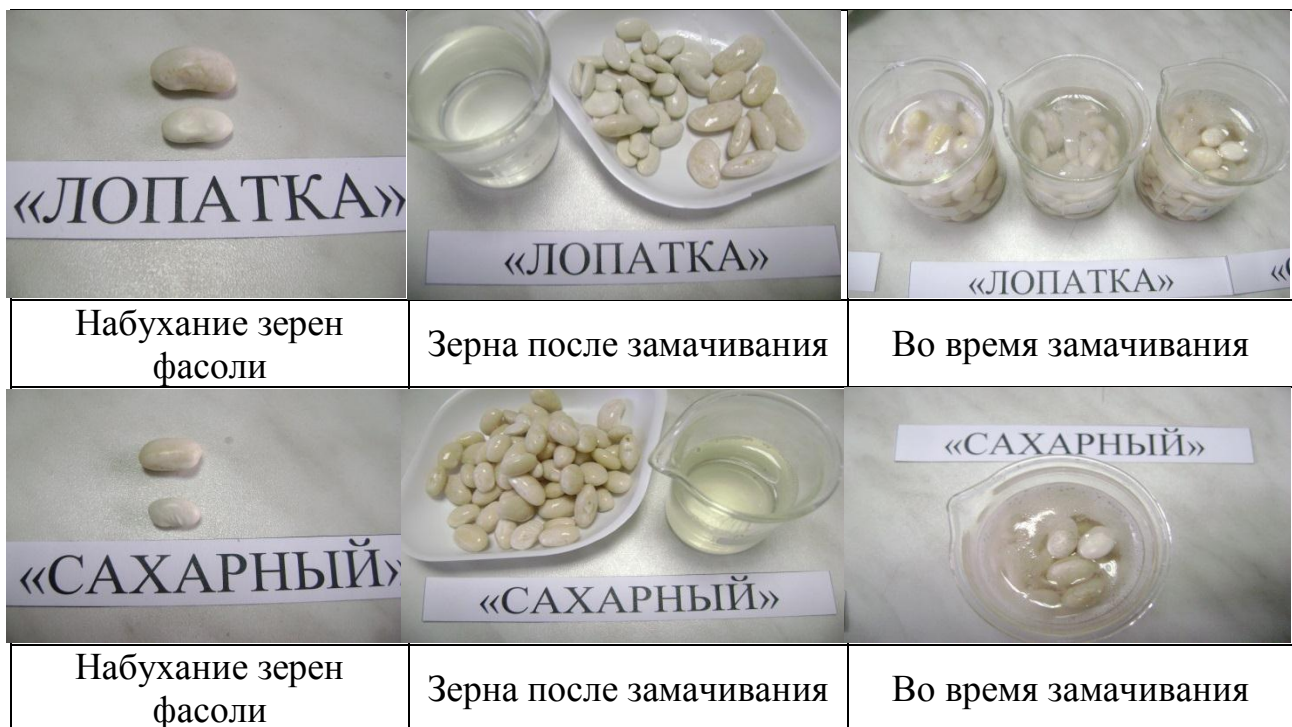 «ЛОПАТКА»
«ЛОПАТКА»
«ЛОПАТКА»
Набухание зерен
фасоли
Зерна после замачивания
Во время замачивания
«САХАРНЫЙ»
«САХАРНЫЙ»
«САХАРНЫЙ»
Набухание зерен
фасоли
Зерна после замачивания
Во время замачивания